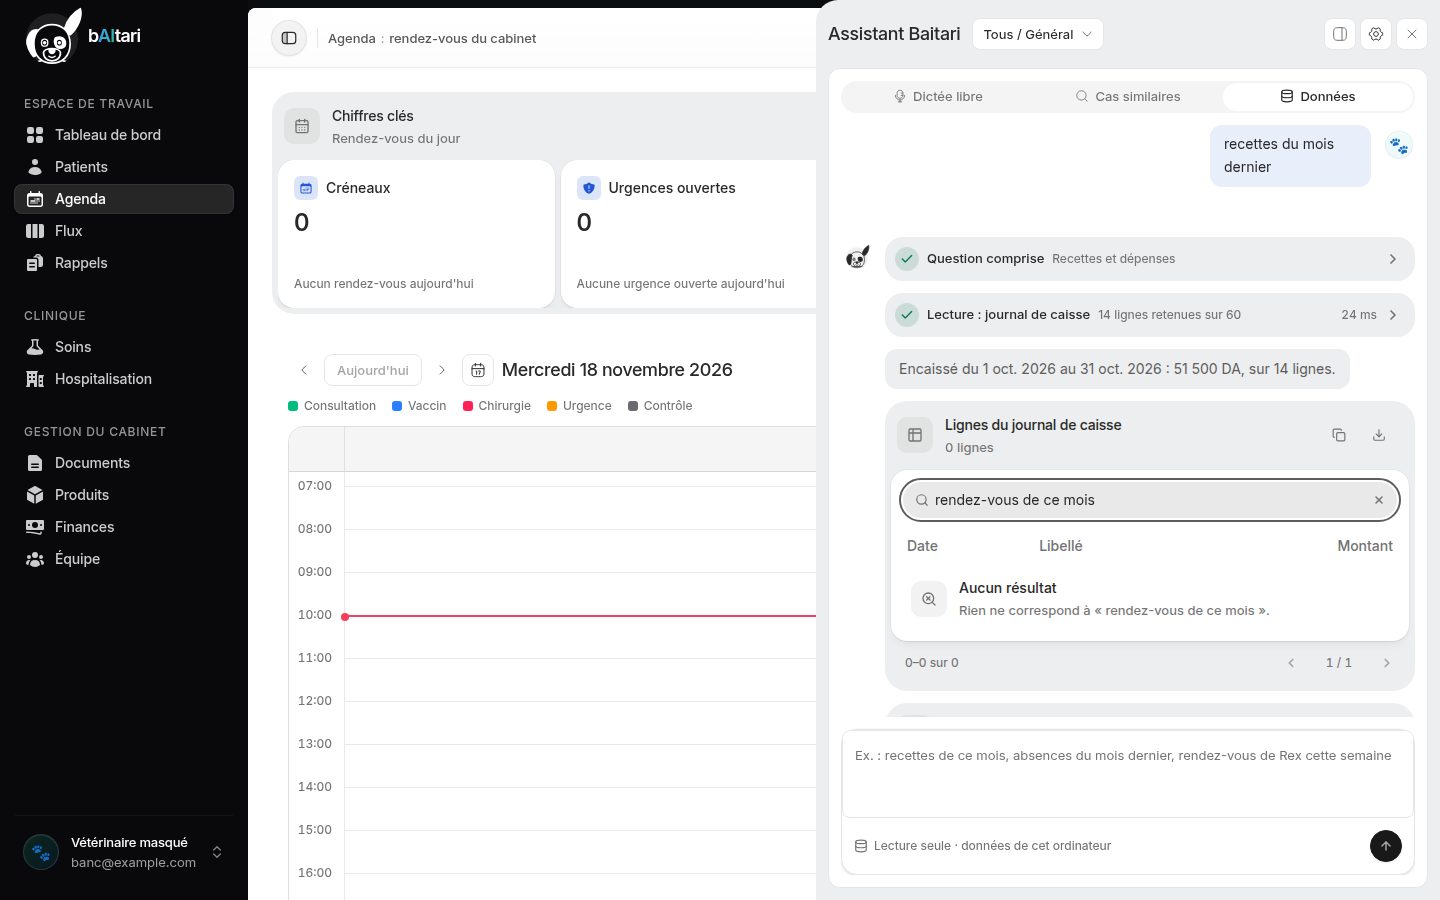 bAItari
ESPACE DE TRAVAIL
Tableau de bord
Patients
Agenda
Flux
Rappels
CLINIQUE
Soins
Hospitalisation
GESTION DU CABINET
Documents
Produits
Finances
Équipe
Vétérinaire masqué
banc@example.com
Agenda : rendez-vous du cabinet
Chiffres clés
Rendez-vous du jour
Créneaux
0
Aucun rendez-vous aujourd'hui
Urgences ouvertes
0
Aucune urgence ouverte aujourd'hui
Aujourd'hui
17
Mercredi 18 novembre 2026
Consultation Vaccin Chirurgie Urgence Contrôle
07:00
08:00
09:00
10:00
11:00
12:00
13:00
14:00
15:00
16:00
Assistant Baitari
Tous / Général
Dictée libre
Cas similaires
Données
recettes du mois
dernier
Question comprise Recettes et dépenses
Lecture : journal de caisse 14 lignes retenues sur 60 24 ms
Encaissé du 1 oct. 2026 au 31 oct. 2026 : 51 500 DA, sur 14 lignes.
Lignes du journal de caisse
0 lignes
rendez-vous de ce mois
Date Libellé Montant
Aucun résultat
Rien ne correspond à « rendez-vous de ce mois ».
0–0 sur 0 1 / 1
Ex. : recettes de ce mois, absences du mois dernier, rendez-vous de Rex cette semaine
Lecture seule · données de cet ordinateur